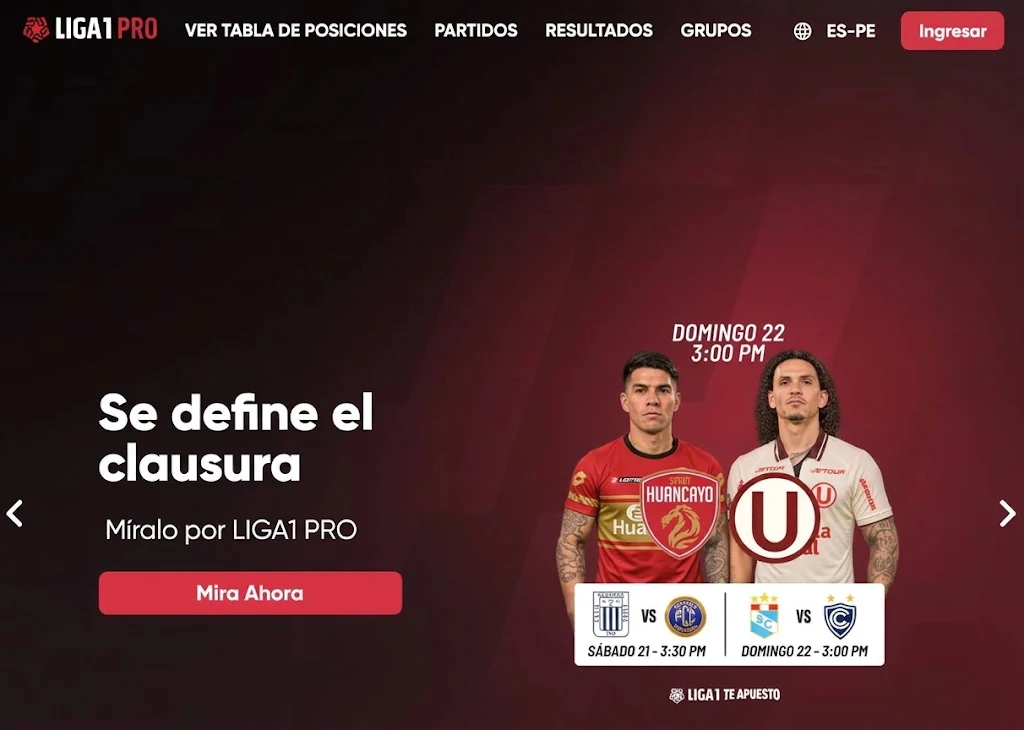 LIGA1 PRO
VER TABLA DE POSICIONES
PARTIDOS
RESULTADOS
GRUPOS
ES-PE
Ingresar
DOMINGO 22
3:00 PM
Se define el
clausura
Míralo por LIGA1 PRO
Mira Ahora
HUANCAYO
Hua
U
JETOUR
U
VS
VS
SÁBADO 21 - 3:30 PM
DOMINGO 22 - 3:00 PM
LIGA1 TE APUESTO